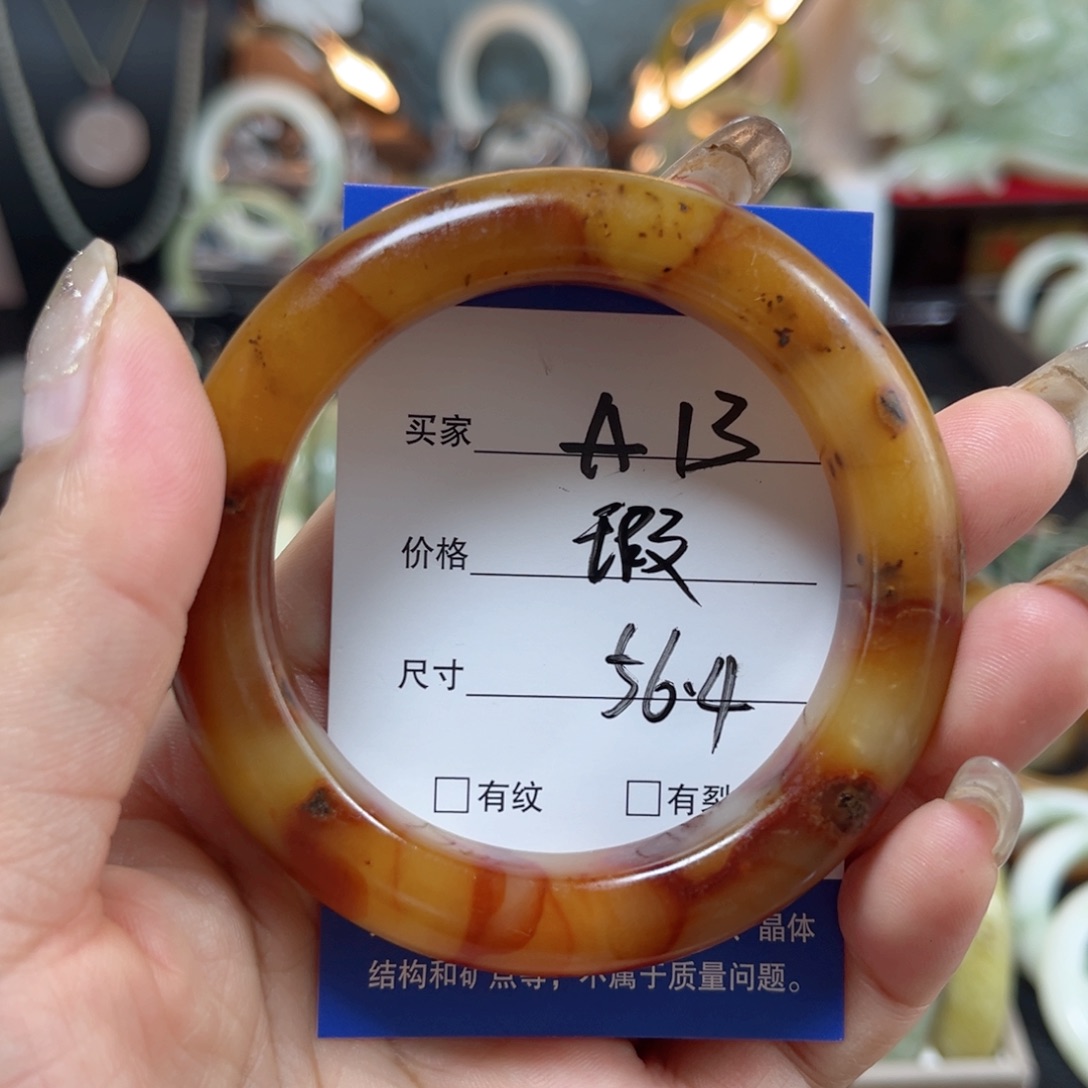 买家 A13
价格 瑕
尺寸 56.4
□有纹 □有裂
、晶体
结构和矿点等，不属于质量问题。